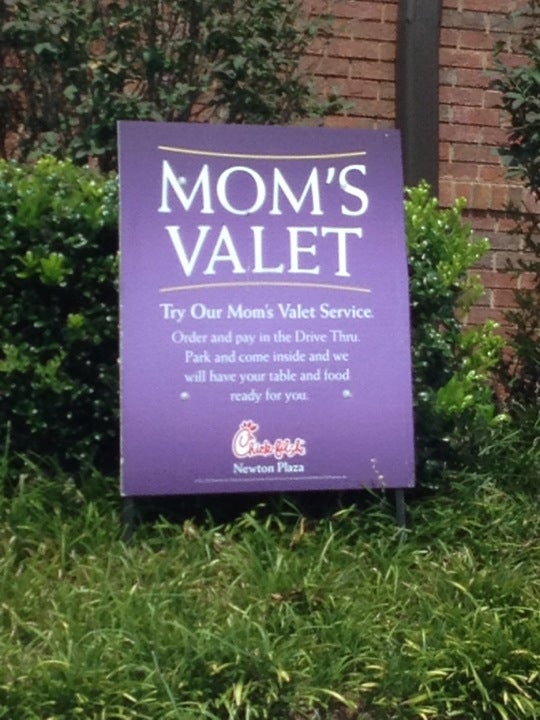 MOM'S
VALET
Try Our Mom's Valet Service.
Order and pay in the Drive Thru.
Park and come inside and we
will have your table and food
ready for you.
Chick-fil-A
Newton Plaza